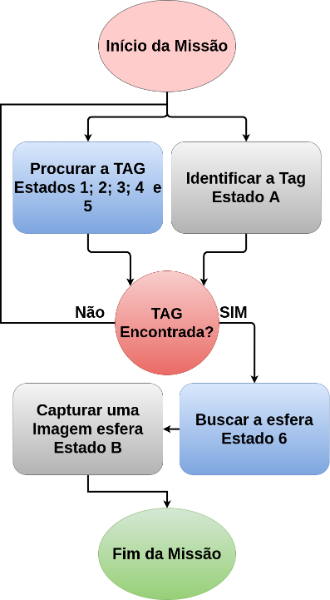 Início da Missão
Procurar a TAG
Estados 1; 2; 3; 4 e
5
Identificar a Tag
Estado A
Não
TAG
Encontrada?
SIM
Capturar uma
Imagem esfera
Estado B
Buscar a esfera
Estado 6
Fim da Missão